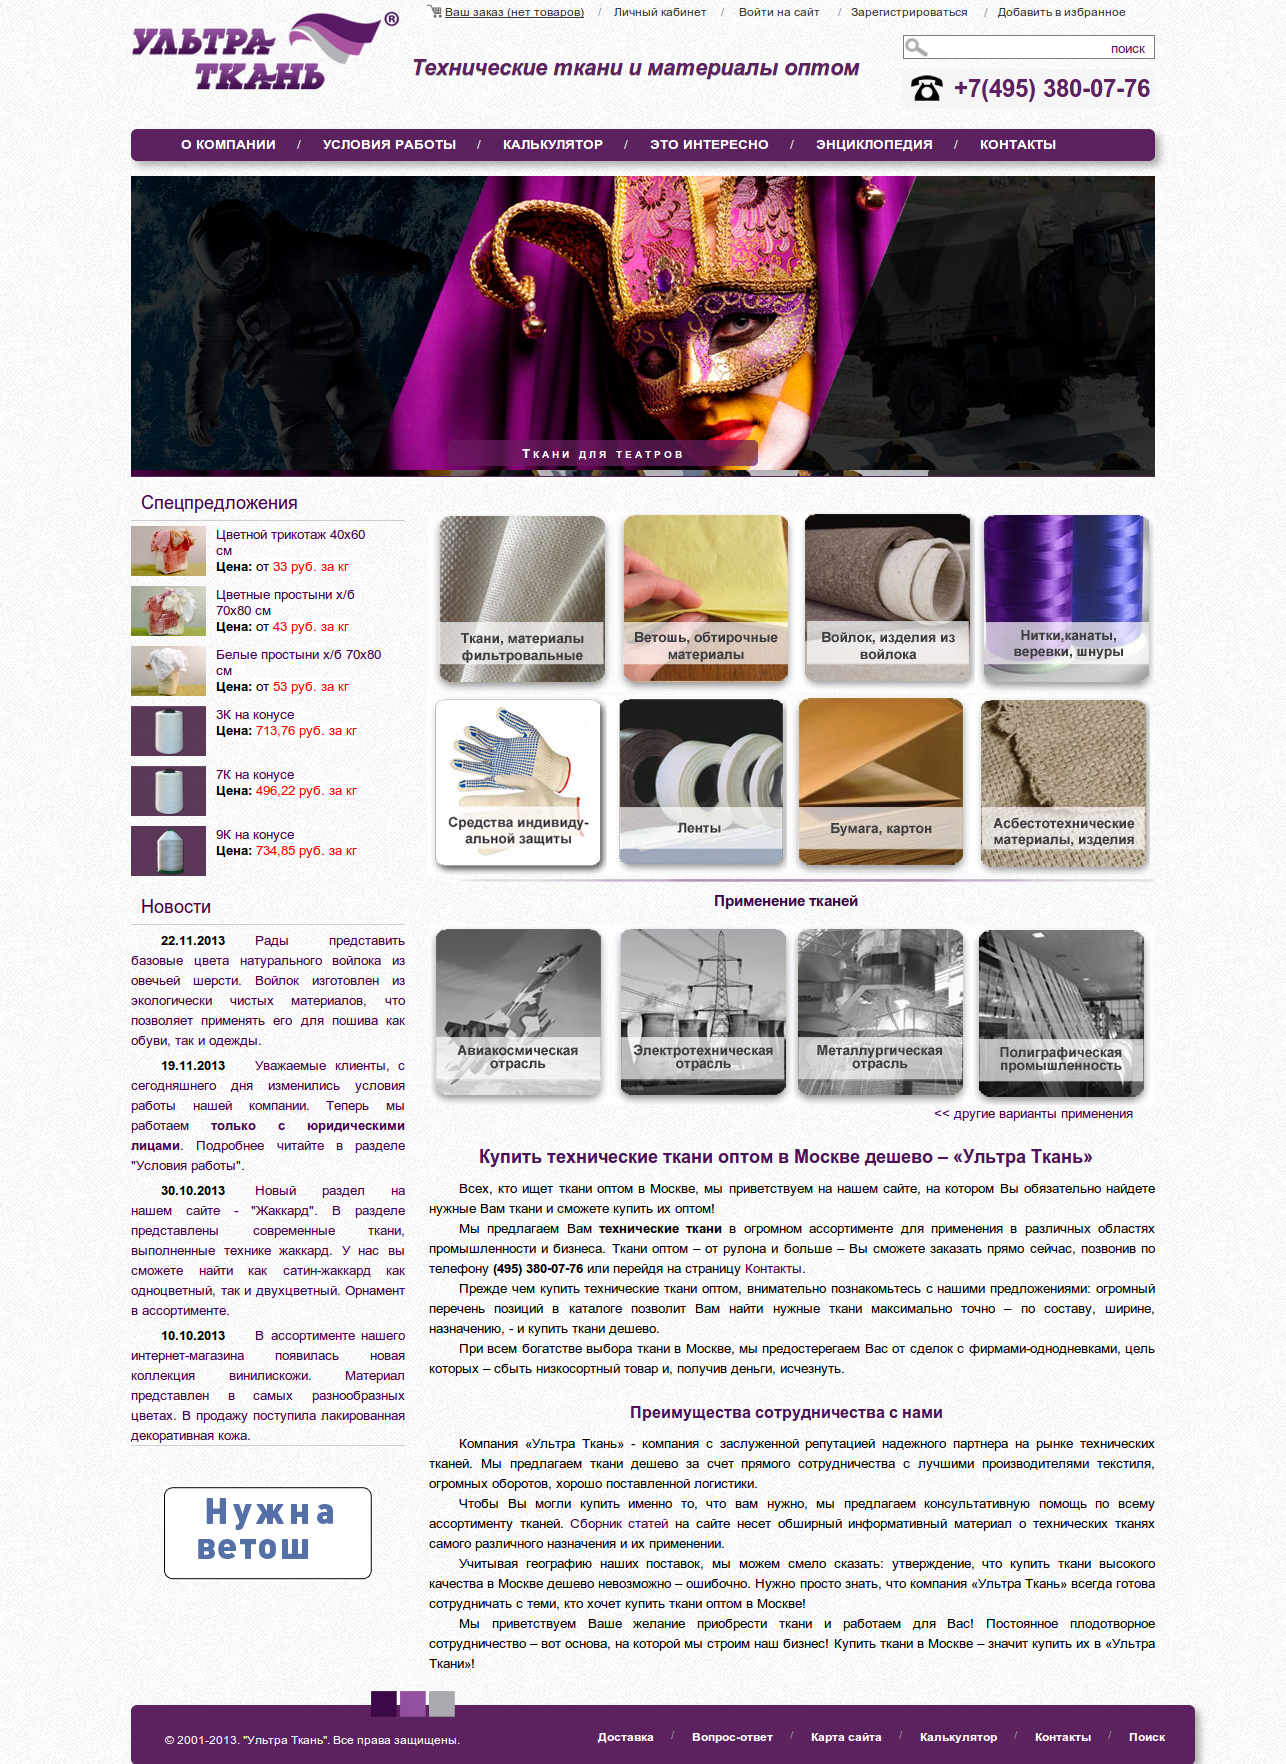 Ваш заказ (нет товаров) / Личный кабинет / Войти на сайт / Зарегистрироваться / Добавить в избранное
УЛЬТРА ТКАНЬ ®
Технические ткани и материалы оптом
поиск
+7(495) 380-07-76
О КОМПАНИИ / УСЛОВИЯ РАБОТЫ / КАЛЬКУЛЯТОР / ЭТО ИНТЕРЕСНО / ЭНЦИКЛОПЕДИЯ / КОНТАКТЫ
Ткани для театров
Спецпредложения
Цветной трикотаж 40х60
см
Цена: от 33 руб. за кг
Цветные простыни х/б
70х80 см
Цена: от 43 руб. за кг
Белые простыни х/б 70х80
см
Цена: от 53 руб. за кг
3К на конусе
Цена: 713,76 руб. за кг
7К на конусе
Цена: 496,22 руб. за кг
9К на конусе
Цена: 734,85 руб. за кг
Новости
22.11.2013 Рады представить
базовые цвета натурального войлока из
овечьей шерсти. Войлок изготовлен из
экологически чистых материалов, что
позволяет применять его для пошива как
обуви, так и одежды.
19.11.2013 Уважаемые клиенты, с
сегодняшнего дня изменились условия
работы нашей компании. Теперь мы
работаем только с юридическими
лицами. Подробнее читайте в разделе
"Условия работы".
30.10.2013 Новый раздел на
нашем сайте - "Жаккард". В разделе
представлены современные ткани,
выполненные технике жаккард. У нас вы
сможете найти как сатин-жаккард как
одноцветный, так и двухцветный. Орнамент
в ассортименте.
10.10.2013 В ассортименте нашего
интернет-магазина появилась новая
коллекция винилискожи. Материал
представлен в самых разнообразных
цветах. В продажу поступила лакированная
декоративная кожа.
Нужна
ветош
Ткани, материалы
фильтровальные
Ветошь, обтирочные
материалы
Войлок, изделия из
войлока
Нитки,канаты,
веревки, шнуры
Средства индивиду-
альной защиты
Ленты
Бумага, картон
Асбестотехнические
материалы, изделия
Применение тканей
Авиакосмическая
отрасль
Электротехническая
отрасль
Металлургическая
отрасль
Полиграфическая
промышленность
<< другие варианты применения
Купить технические ткани оптом в Москве дешево – «Ультра Ткань»
Всех, кто ищет ткани оптом в Москве, мы приветствуем на нашем сайте, на котором Вы обязательно найдете
нужные Вам ткани и сможете купить их оптом!
Мы предлагаем Вам технические ткани в огромном ассортименте для применения в различных областях
промышленности и бизнеса. Ткани оптом – от рулона и больше – Вы сможете заказать прямо сейчас, позвонив по
телефону (495) 380-07-76 или перейдя на страницу Контакты.
Прежде чем купить технические ткани оптом, внимательно познакомьтесь с нашими предложениями: огромный
перечень позиций в каталоге позволит Вам найти нужные ткани максимально точно – по составу, ширине,
назначению, - и купить ткани дешево.
При всем богатстве выбора ткани в Москве, мы предостерегаем Вас от сделок с фирмами-однодневками, цель
которых – сбыть низкосортный товар и, получив деньги, исчезнуть.
Преимущества сотрудничества с нами
Компания «Ультра Ткань» - компания с заслуженной репутацией надежного партнера на рынке технических
тканей. Мы предлагаем ткани дешево за счет прямого сотрудничества с лучшими производителями текстиля,
огромных оборотов, хорошо поставленной логистики.
Чтобы Вы могли купить именно то, что вам нужно, мы предлагаем консультативную помощь по всему
ассортименту тканей. Сборник статей на сайте несет обширный информативный материал о технических тканях
самого различного назначения и их применении.
Учитывая географию наших поставок, мы можем смело сказать: утверждение, что купить ткани высокого
качества в Москве дешево невозможно – ошибочно. Нужно просто знать, что компания «Ультра Ткань» всегда готова
сотрудничать с теми, кто хочет купить ткани оптом в Москве!
Мы приветствуем Ваше желание приобрести ткани и работаем для Вас! Постоянное плодотворное
сотрудничество – вот основа, на которой мы строим наш бизнес! Купить ткани в Москве – значит купить их в «Ультра
Ткани»!
© 2001-2013. "Ультра Ткань". Все права защищены.
Доставка / Вопрос-ответ / Карта сайта / Калькулятор / Контакты / Поиск